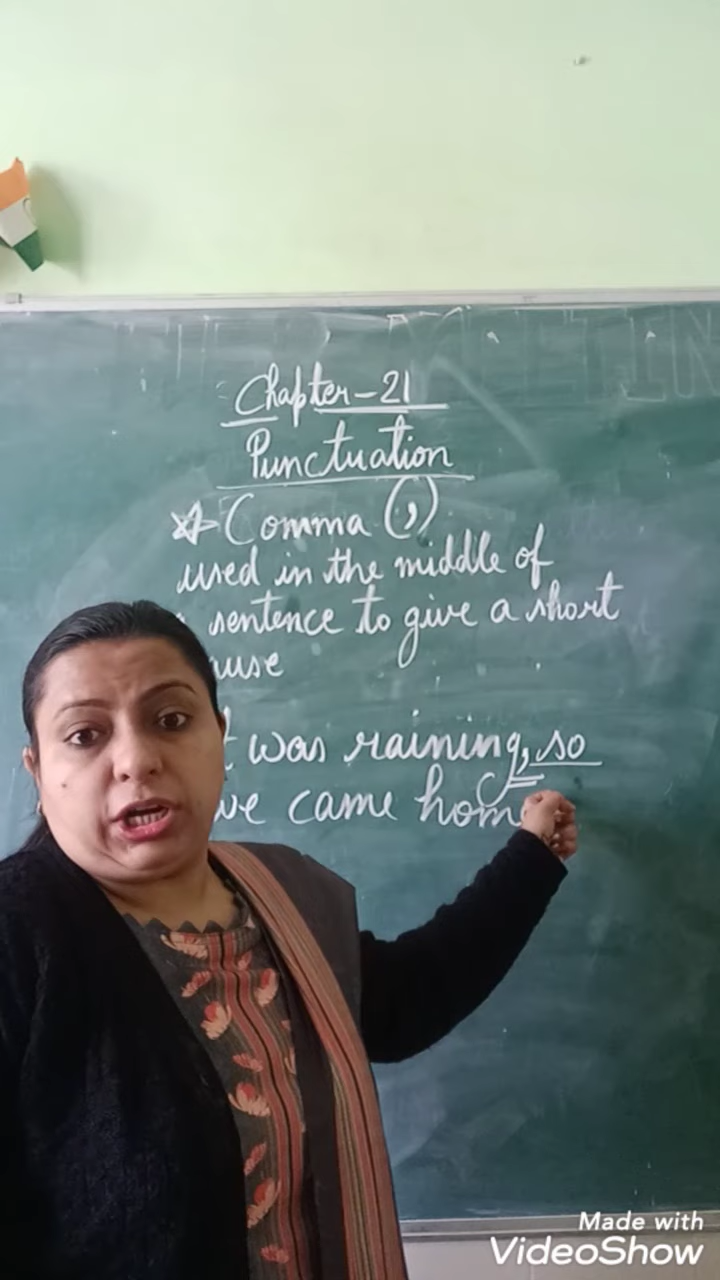 Chapter-21
Punctuation
Comma (,)
used in the middle of
sentence to give a short
was raining, so
we came
Made with
VideoShow